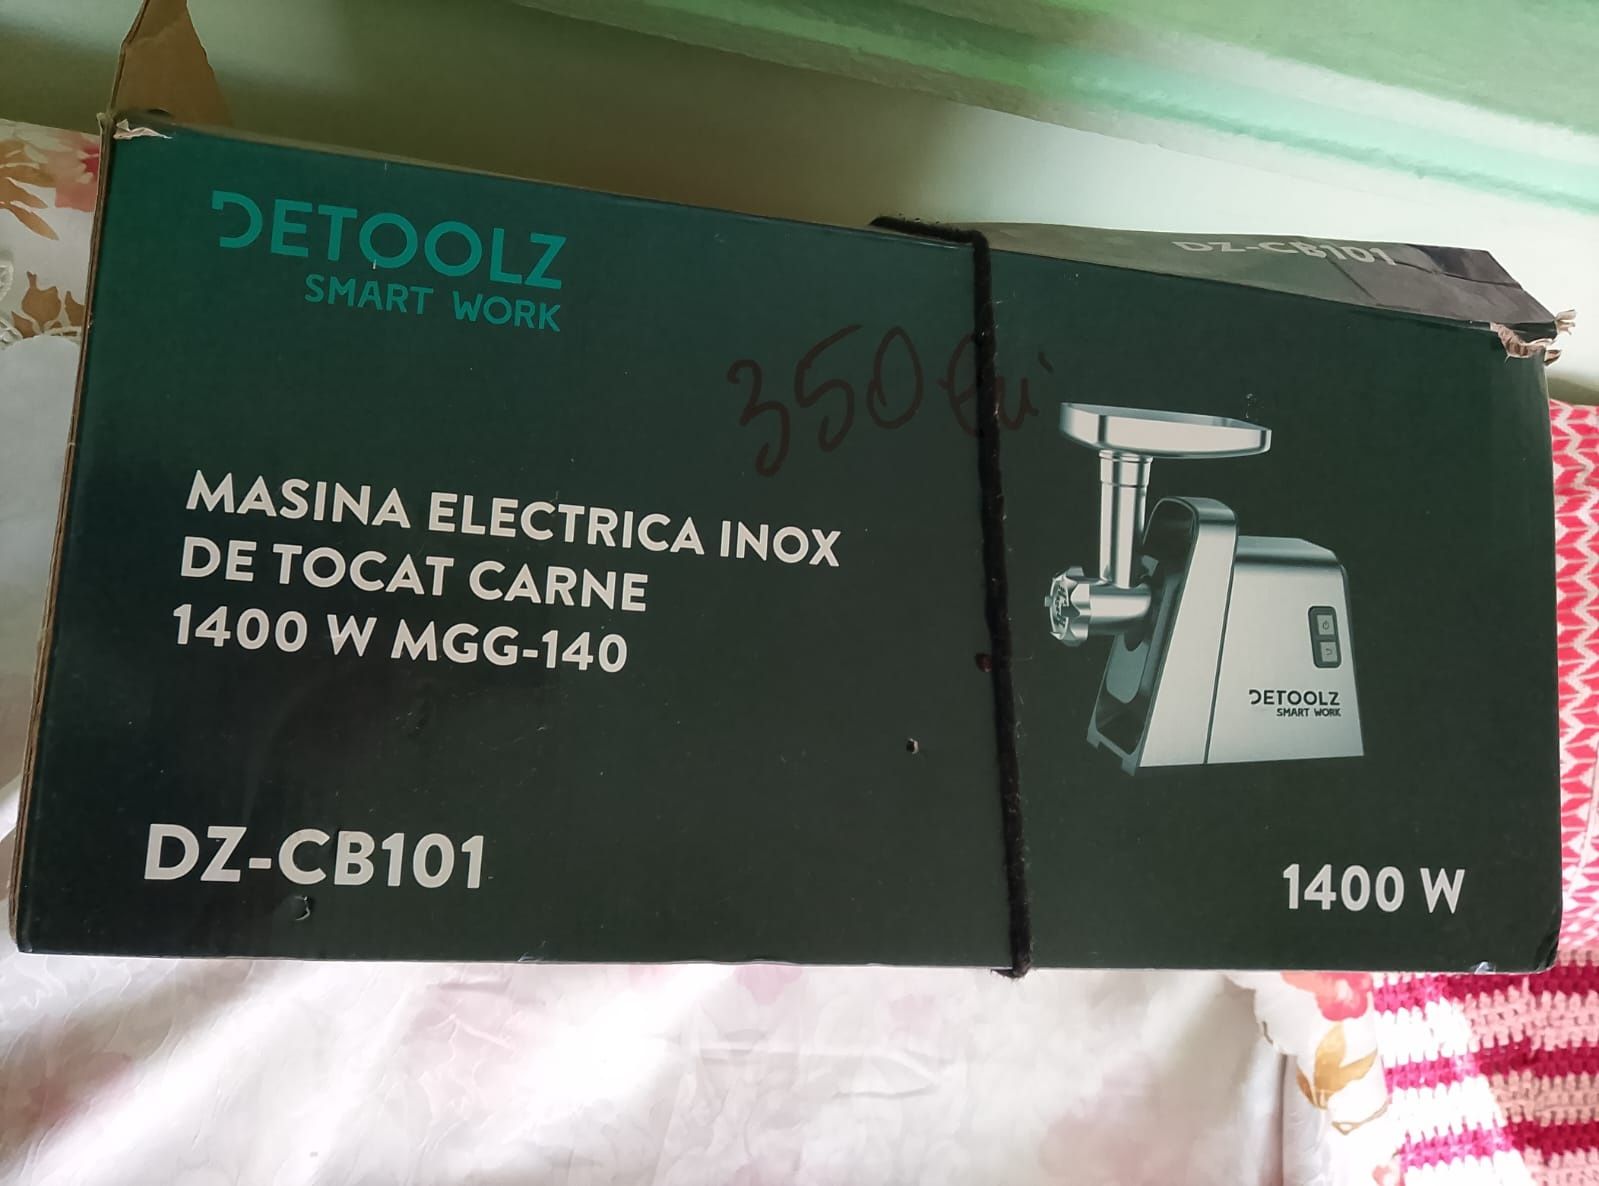 DETOOLZ
SMART WORK
DZ-CB101
350 lei
MASINA ELECTRICA INOX
DE TOCAT CARNE
1400 W MGG-140
DETOOLZ
SMART WORK
DZ-CB101
1400 W